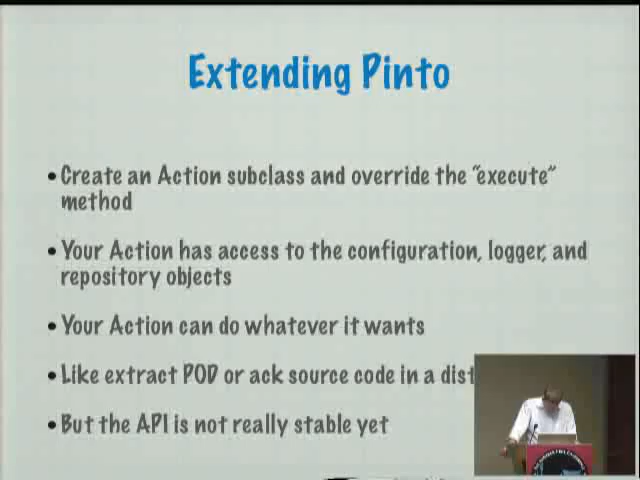 Extending Pinto
•Create an Action subclass and override the “execute”
method
•Your Action has access to the configuration, logger, and
repository objects
•Your Action can do whatever it wants
•Like extract POD or ack source code in a dist
•But the API is not really stable yet